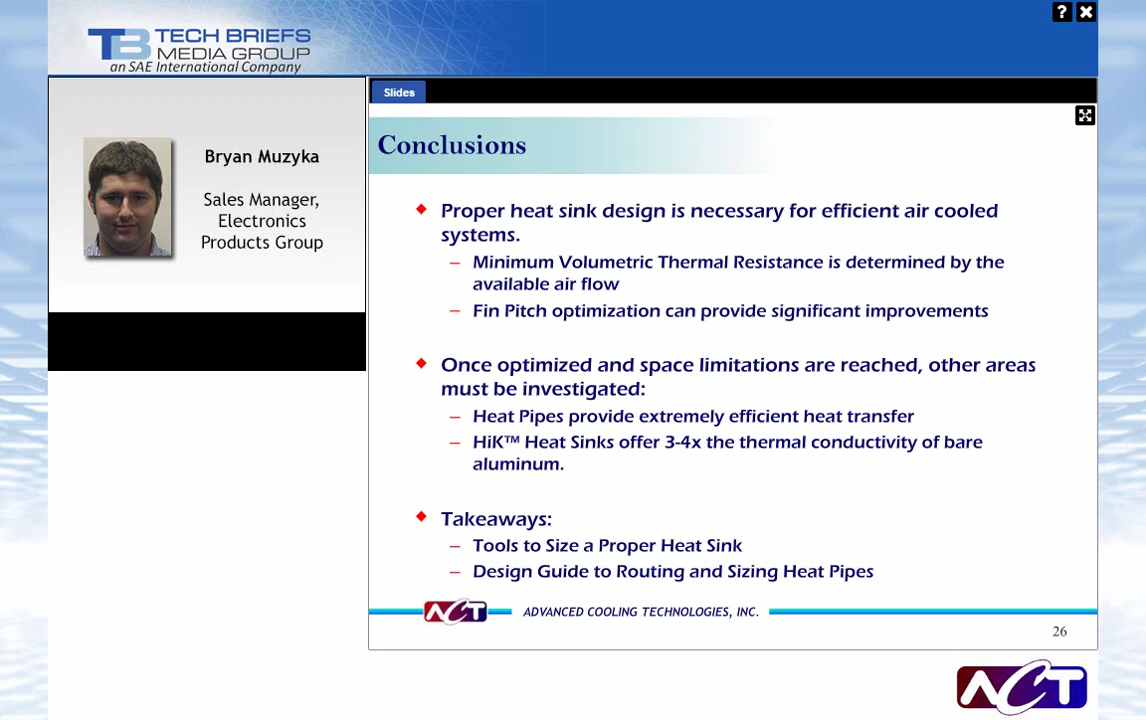 ? ✖
TB TECH BRIEFS
MEDIA GROUP
an SAE International Company
Slides
Bryan Muzyka
Sales Manager,
Electronics
Products Group
Conclusions
Proper heat sink design is necessary for efficient air cooled
systems.
– Minimum Volumetric Thermal Resistance is determined by the
available air flow
– Fin Pitch optimization can provide significant improvements
Once optimized and space limitations are reached, other areas
must be investigated:
– Heat Pipes provide extremely efficient heat transfer
– HiK™ Heat Sinks offer 3-4x the thermal conductivity of bare
aluminum.
Takeaways:
– Tools to Size a Proper Heat Sink
– Design Guide to Routing and Sizing Heat Pipes
ACT ADVANCED COOLING TECHNOLOGIES, INC.
26
ACT